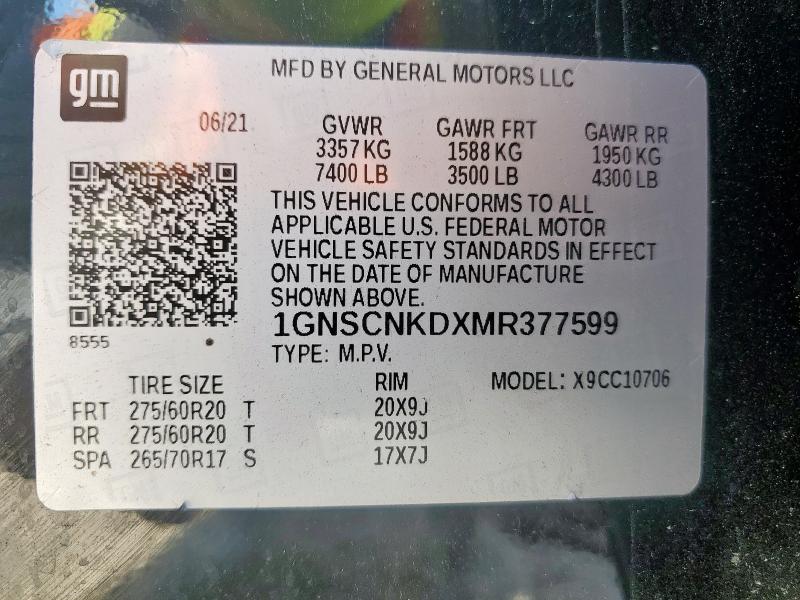 gm
MFD BY GENERAL MOTORS LLC
06/21 GVWR GAWR FRT GAWR RR
3357 KG 1588 KG 1950 KG
7400 LB 3500 LB 4300 LB
THIS VEHICLE CONFORMS TO ALL
APPLICABLE U.S. FEDERAL MOTOR
VEHICLE SAFETY STANDARDS IN EFFECT
ON THE DATE OF MANUFACTURE
SHOWN ABOVE.
1GNSCNKDXMR377599
8555
TYPE: M.P.V.
TIRE SIZE RIM MODEL: X9CC10706
FRT 275/60R20 T 20X9J
RR 275/60R20 T 20X9J
SPA 265/70R17 S 17X7J